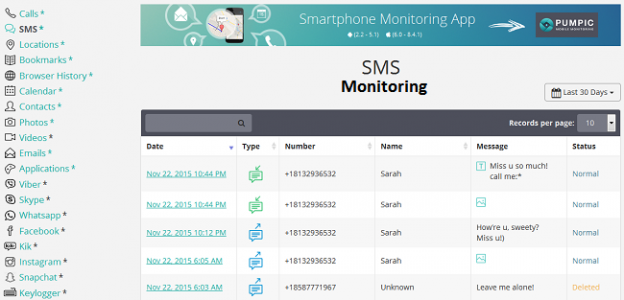 Calls *
SMS *
Locations *
Bookmarks *
Browser History *
Calendar *
Contacts *
Photos *
Videos *
Emails *
Applications *
Viber *
Skype *
Whatsapp *
Facebook *
Kik *
Instagram *
Snapchat *
Keylogger *
Smartphone Monitoring App
(2.2 - 5.1) (6.0 - 8.4.1)
PUMPIC
MOBILE MONITORING
SMS
Monitoring
Last 30 Days
Records per page: 10
Date Type Number Name Message Status
Nov 22, 2015 10:44 PM +18132936532 Sarah Miss u so much! Normal
call me:*
Nov 22, 2015 10:44 PM +18132936532 Sarah Normal
Nov 22, 2015 10:12 PM +18132936532 Sarah How're u, sweety? Normal
Miss u!)
Nov 22, 2015 6:05 AM +18132936532 Sarah Normal
Nov 22, 2015 6:03 AM +18587771967 Unknown Leave me alone! Deleted